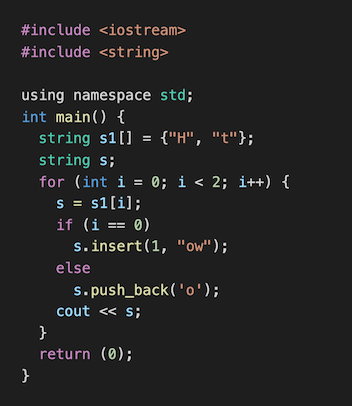 #include <iostream>
#include <string>

using namespace std;
int main() {
  string s1[] = {"H", "t"};
  string s;
  for (int i = 0; i < 2; i++) {
    s = s1[i];
    if (i == 0)
      s.insert(1, "ow");
    else
      s.push_back('o');
    cout << s;
  }
  return (0);
}